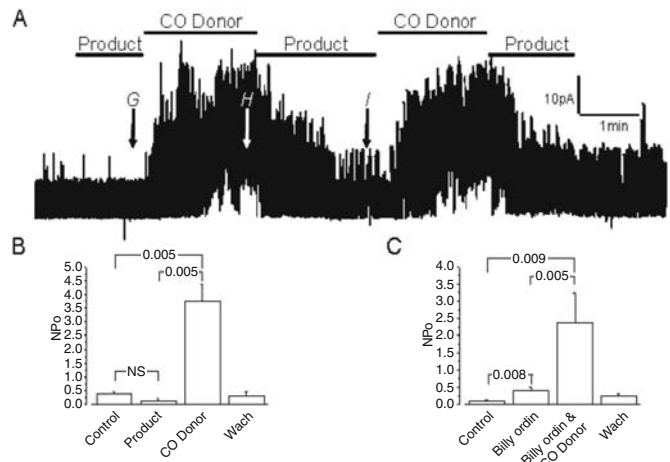 A
CO Donor
CO Donor
Product
Product
Product
G
H
I
10pA
1min
B
C
0.005
0.005
NS
5.0
4.5
4.0
3.5
3.0
2.5
2.0
1.5
1.0
0.5
0.0
NPo
Control
Product
CO Donor
Wach
0.009
0.005
0.008
4.0
3.5
3.0
2.5
2.0
1.5
1.0
0.5
0.0
NPo
Control
Billy ordin
Billy ordin &
CO Donor
Wach